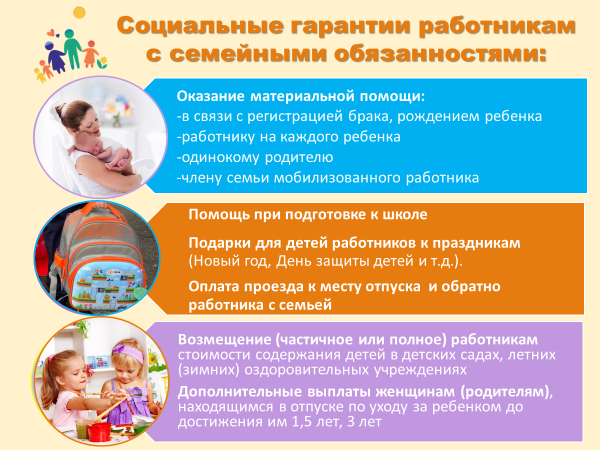 Социальные гарантии работникам
с семейными обязанностями:
Оказание материальной помощи:
-в связи с регистрацией брака, рождением ребенка
-работнику на каждого ребенка
-одинокому родителю
-члену семьи мобилизованного работника
Помощь при подготовке к школе
Подарки для детей работников к праздникам
(Новый год, День защиты детей и т.д.).
Оплата проезда к месту отпуска и обратно
работника с семьей
Возмещение (частичное или полное) работникам
стоимости содержания детей в детских садах, летних
(зимних) оздоровительных учреждениях
Дополнительные выплаты женщинам (родителям),
находящимся в отпуске по уходу за ребенком до
достижения им 1,5 лет, 3 лет